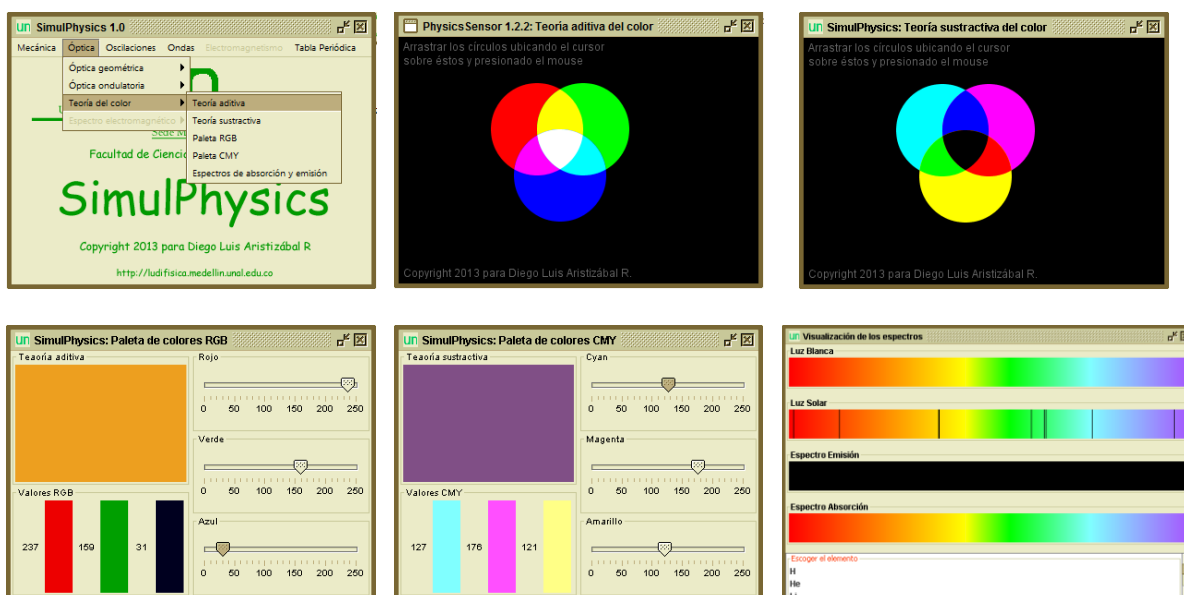 un SimulPhysics 1.0
Mecánica Óptica Oscilaciones Ondas Electromagnetismo Tabla Periódica
Óptica geométrica
Óptica ondulatoria
Teoría del color
Espectro electromagnético
Teoría aditiva
Teoría sustractiva
Paleta RGB
Paleta CMY
Espectros de absorción y emisión
Facultad de Cienci
SimulPhysics
Copyright 2013 para Diego Luis Aristizábal R
http://ludifisica.medellin.unal.edu.co
PhysicsSensor 1.2.2: Teoría aditiva del color
Arrastrar los círculos ubicando el cursor
sobre éstos y presionado el mouse
Copyright 2013 para Diego Luis Aristizábal R.
un SimulPhysics: Teoría sustractiva del color
Arrastrar los círculos ubicando el cursor
sobre éstos y presionado el mouse
Copyright 2013 para Diego Luis Aristizábal R.
un SimulPhysics: Paleta de colores RGB
Teaoría aditiva
Rojo
0 50 100 150 200 250
Verde
0 50 100 150 200 250
Valores RGB
237 159 31
Azul
0 50 100 150 200 250
un SimulPhysics: Paleta de colores CMY
Teaoría sustractiva
Cyan
0 50 100 150 200 250
Magenta
0 50 100 150 200 250
Valores CMY
127 176 121
Amarillo
0 50 100 150 200 250
un Visualización de los espectros
Luz Blanca
Luz Solar
Espectro Emisión
Espectro Absorción
Escoger el elemento
H
He